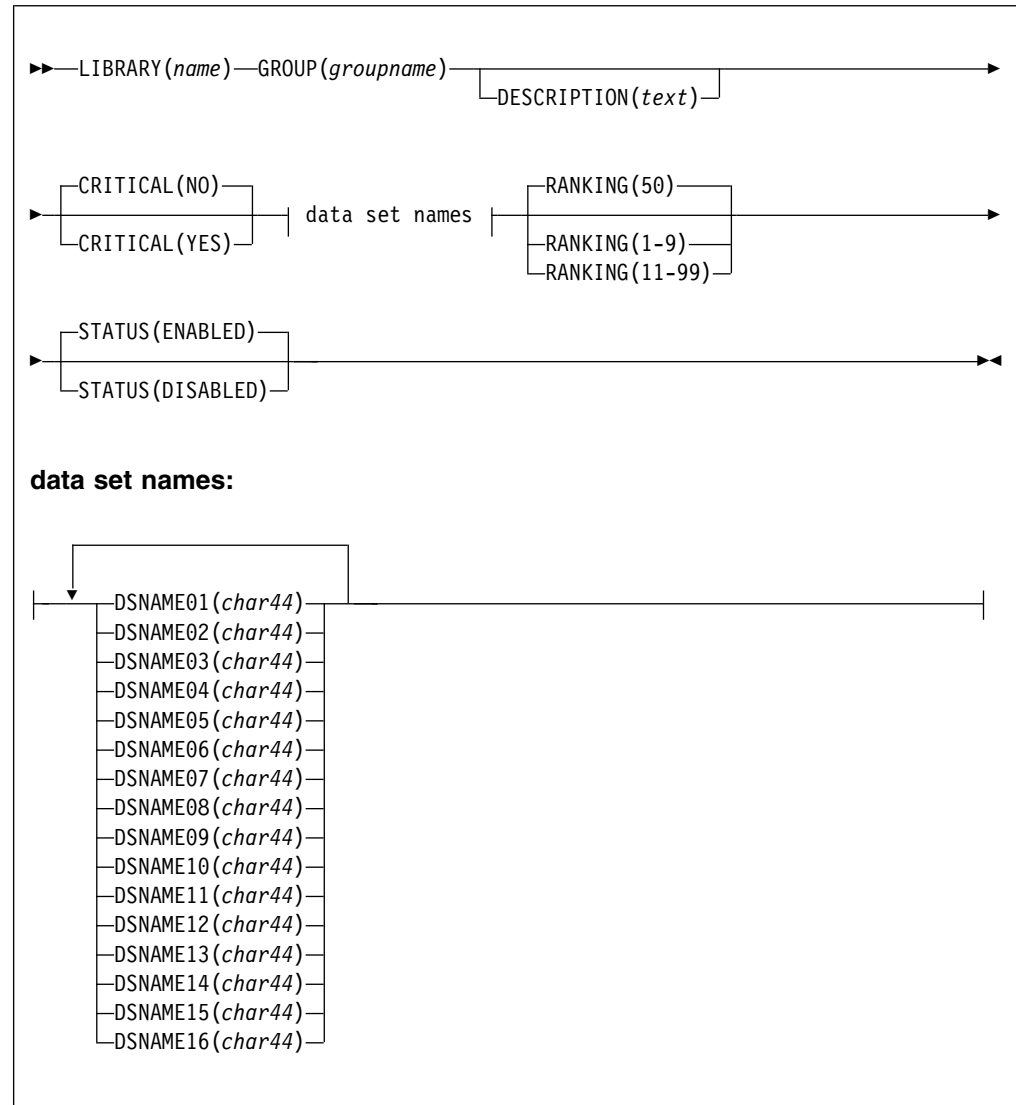 LIBRARY(name) GROUP(groupname)
DESCRIPTION(text)
CRITICAL(NO) RANKING(50)
data set names
CRITICAL(YES) RANKING(1-9)
RANKING(11-99)
STATUS(ENABLED)
STATUS(DISABLED)
data set names:
DSNAME01(char44)
DSNAME02(char44)
DSNAME03(char44)
DSNAME04(char44)
DSNAME05(char44)
DSNAME06(char44)
DSNAME07(char44)
DSNAME08(char44)
DSNAME09(char44)
DSNAME10(char44)
DSNAME11(char44)
DSNAME12(char44)
DSNAME13(char44)
DSNAME14(char44)
DSNAME15(char44)
DSNAME16(char44)